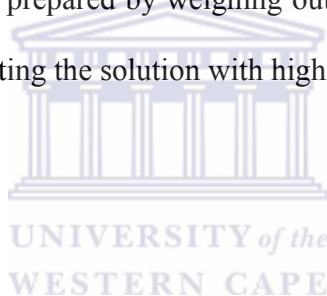 prepared by weighing out
ting the solution with high
UNIVERSITY of the
WESTERN CAPE